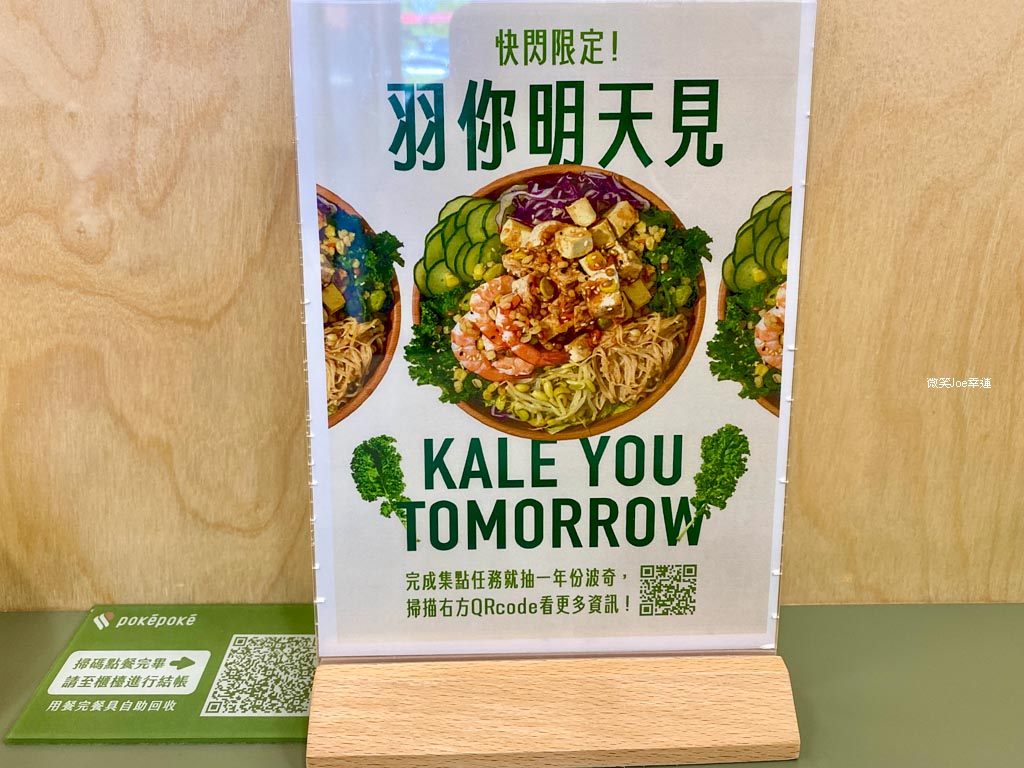 快閃限定!
羽你明天見
KALE YOU
TOMORROW
完成集點任務就抽一年份波奇，
掃描右方QRcode看更多資訊！
微笑Joe幸運
pokēpokē
掃碼點餐完畢
請至櫃檯進行結帳
用餐完餐具自助回收